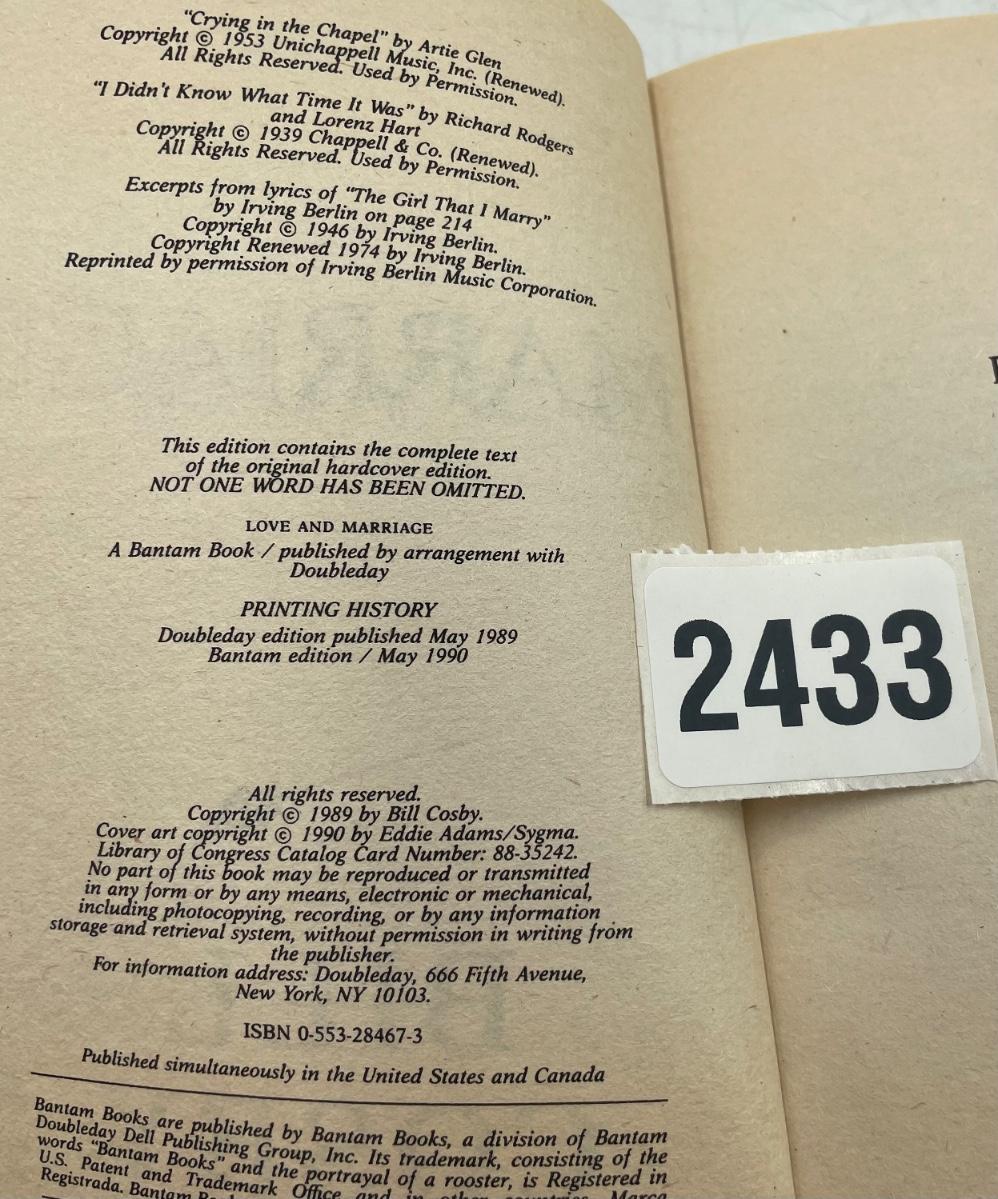 "Crying in the Chapel" by Artie Glen
Copyright © 1953 Unichappell Music, Inc. (Renewed).
All Rights Reserved. Used by Permission.
"I Didn't Know What Time It Was" by Richard Rodgers
and Lorenz Hart
Copyright © 1939 Chappell & Co. (Renewed).
All Rights Reserved. Used by Permission.
Excerpts from lyrics of "The Girl That I Marry"
by Irving Berlin on page 214
Copyright © 1946 by Irving Berlin.
Copyright Renewed 1974 by Irving Berlin.
Reprinted by permission of Irving Berlin Music Corporation.
This edition contains the complete text
of the original hardcover edition.
NOT ONE WORD HAS BEEN OMITTED.
LOVE AND MARRIAGE
A Bantam Book / published by arrangement with
Doubleday
PRINTING HISTORY
Doubleday edition published May 1989
Bantam edition / May 1990
All rights reserved.
Copyright © 1989 by Bill Cosby.
Cover art copyright © 1990 by Eddie Adams/Sygma.
Library of Congress Catalog Card Number: 88-35242.
No part of this book may be reproduced or transmitted
in any form or by any means, electronic or mechanical,
including photocopying, recording, or by any information
storage and retrieval system, without permission in writing from
the publisher.
For information address: Doubleday, 666 Fifth Avenue,
New York, NY 10103.
ISBN 0-553-28467-3
Published simultaneously in the United States and Canada
Bantam Books are published by Bantam Books, a division of Bantam
Doubleday Dell Publishing Group, Inc. Its trademark, consisting of the
words "Bantam Books" and the portrayal of a rooster, is Registered in
U.S. Patent and Trademark Office and in other countries. Marca
Registrada. Bantam
2433